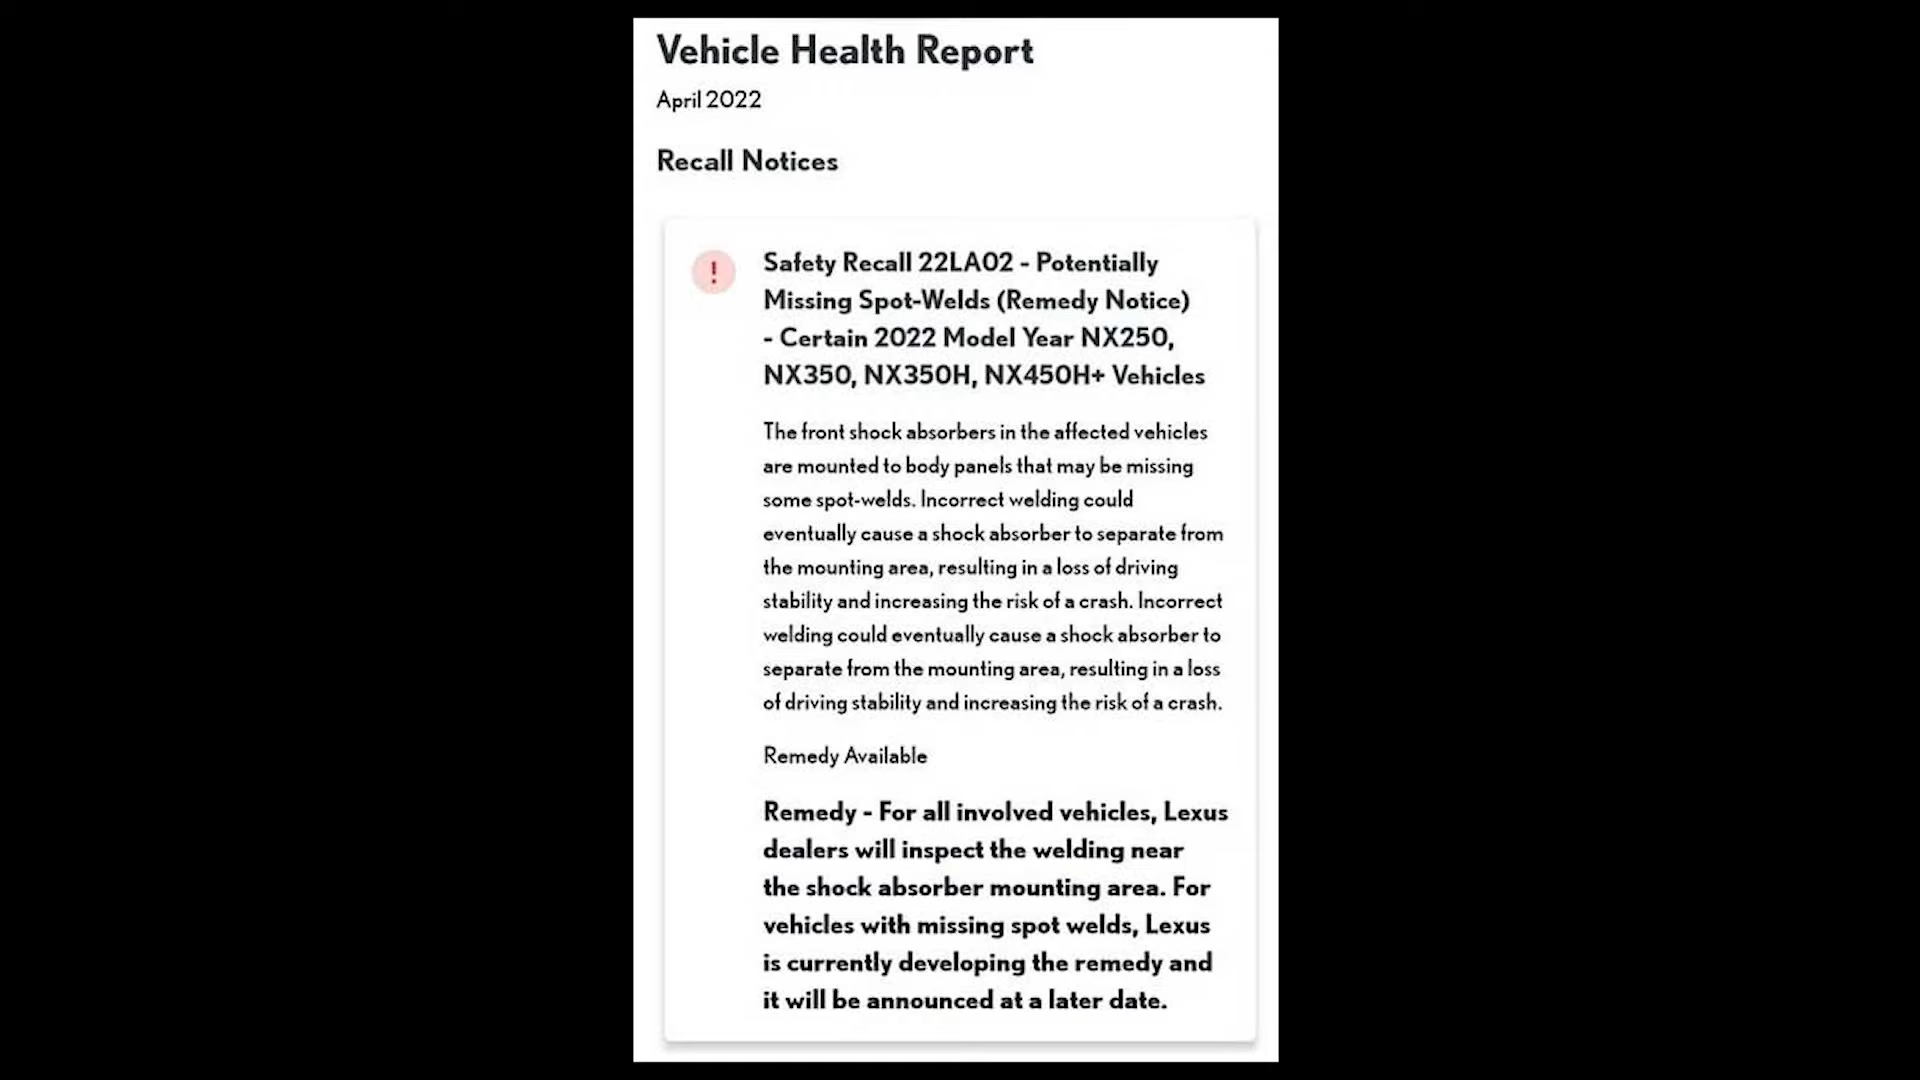 Vehicle Health Report
April 2022
Recall Notices
!
Safety Recall 22LA02 - Potentially
Missing Spot-Welds (Remedy Notice)
- Certain 2022 Model Year NX250,
NX350, NX350H, NX450H+ Vehicles
The front shock absorbers in the affected vehicles
are mounted to body panels that may be missing
some spot-welds. Incorrect welding could
eventually cause a shock absorber to separate from
the mounting area, resulting in a loss of driving
stability and increasing the risk of a crash. Incorrect
welding could eventually cause a shock absorber to
separate from the mounting area, resulting in a loss
of driving stability and increasing the risk of a crash.
Remedy Available
Remedy - For all involved vehicles, Lexus
dealers will inspect the welding near
the shock absorber mounting area. For
vehicles with missing spot welds, Lexus
is currently developing the remedy and
it will be announced at a later date.